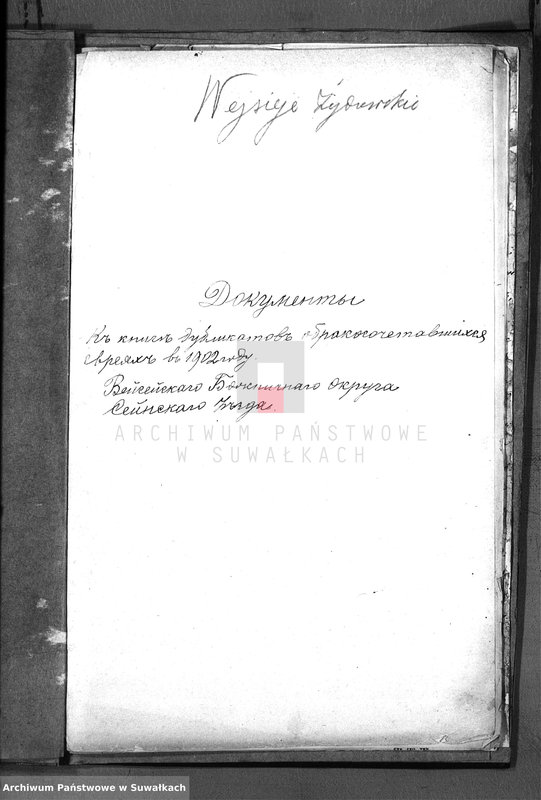 Wejsieje Żydowskie
Документы
Къ книгѣ дубликатовъ о бракосочетавшихся
евреяхъ въ 1902 году.
Вейсейскаго Божничнаго округа
Сейнскаго Уѣзда.
ARCHIWUM PAŃSTWOWE
W SUWAŁKACH
Archiwum Państwowe w Suwałkach